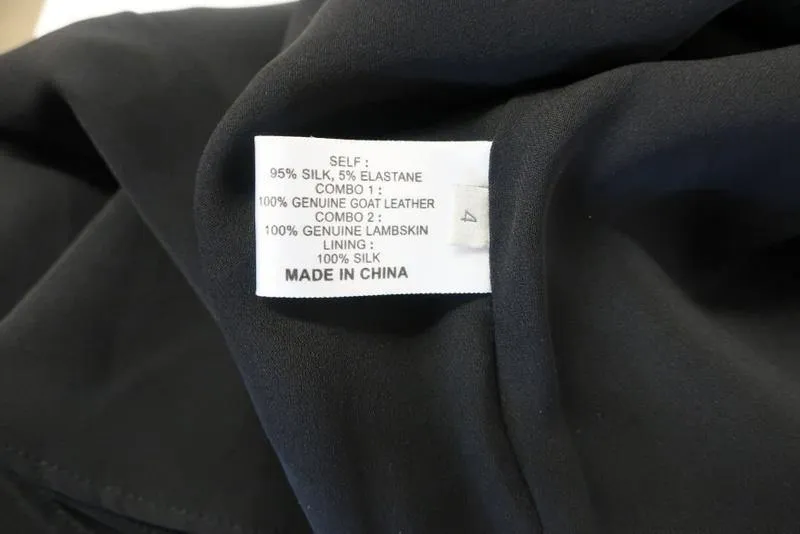 SELF :
95% SILK, 5% ELASTANE
COMBO 1 :
100% GENUINE GOAT LEATHER
COMBO 2 :
100% GENUINE LAMBSKIN
LINING :
100% SILK
MADE IN CHINA
4